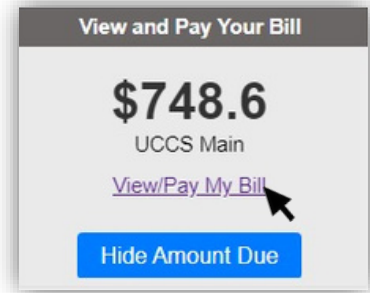 View and Pay Your Bill
$748.6
UCCS Main
View/Pay My Bill
Hide Amount Due